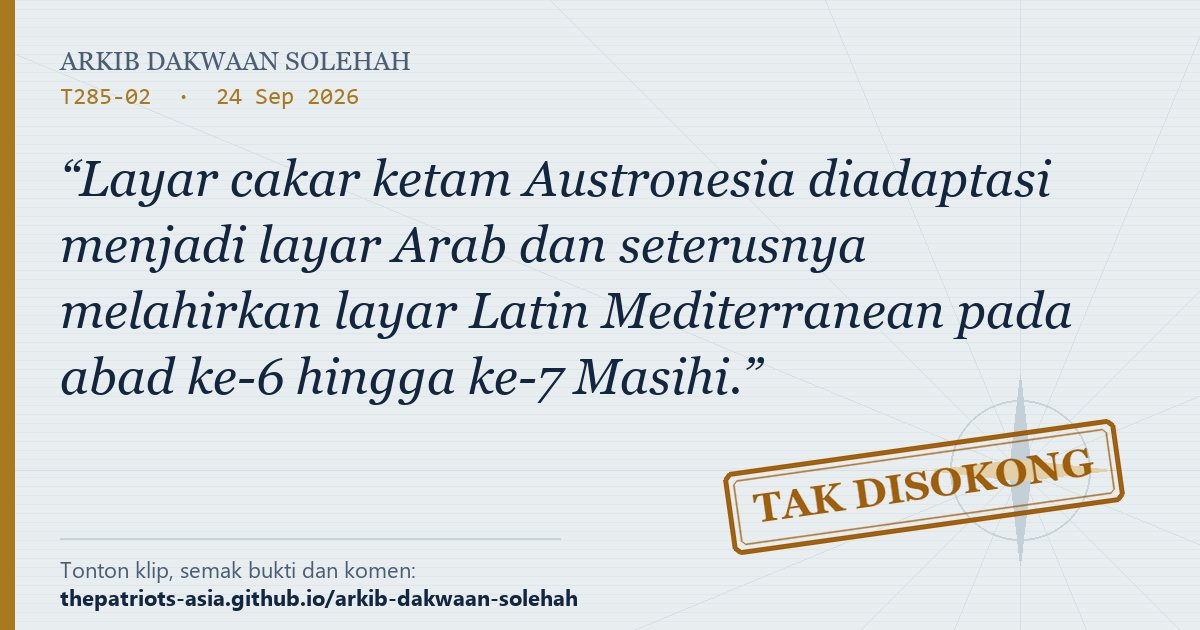 ARKIB DAKWAAN SOLEHAH
T285-02 · 24 Sep 2026
“Layar cakar ketam Austronesia diadaptasi
menjadi layar Arab dan seterusnya
melahirkan layar Latin Mediterranean pada
abad ke-6 hingga ke-7 Masihi.”
TAK DISOKONG
Tonton klip, semak bukti dan komen:
thepatriots-asia.github.io/arkib-dakwaan-solehah